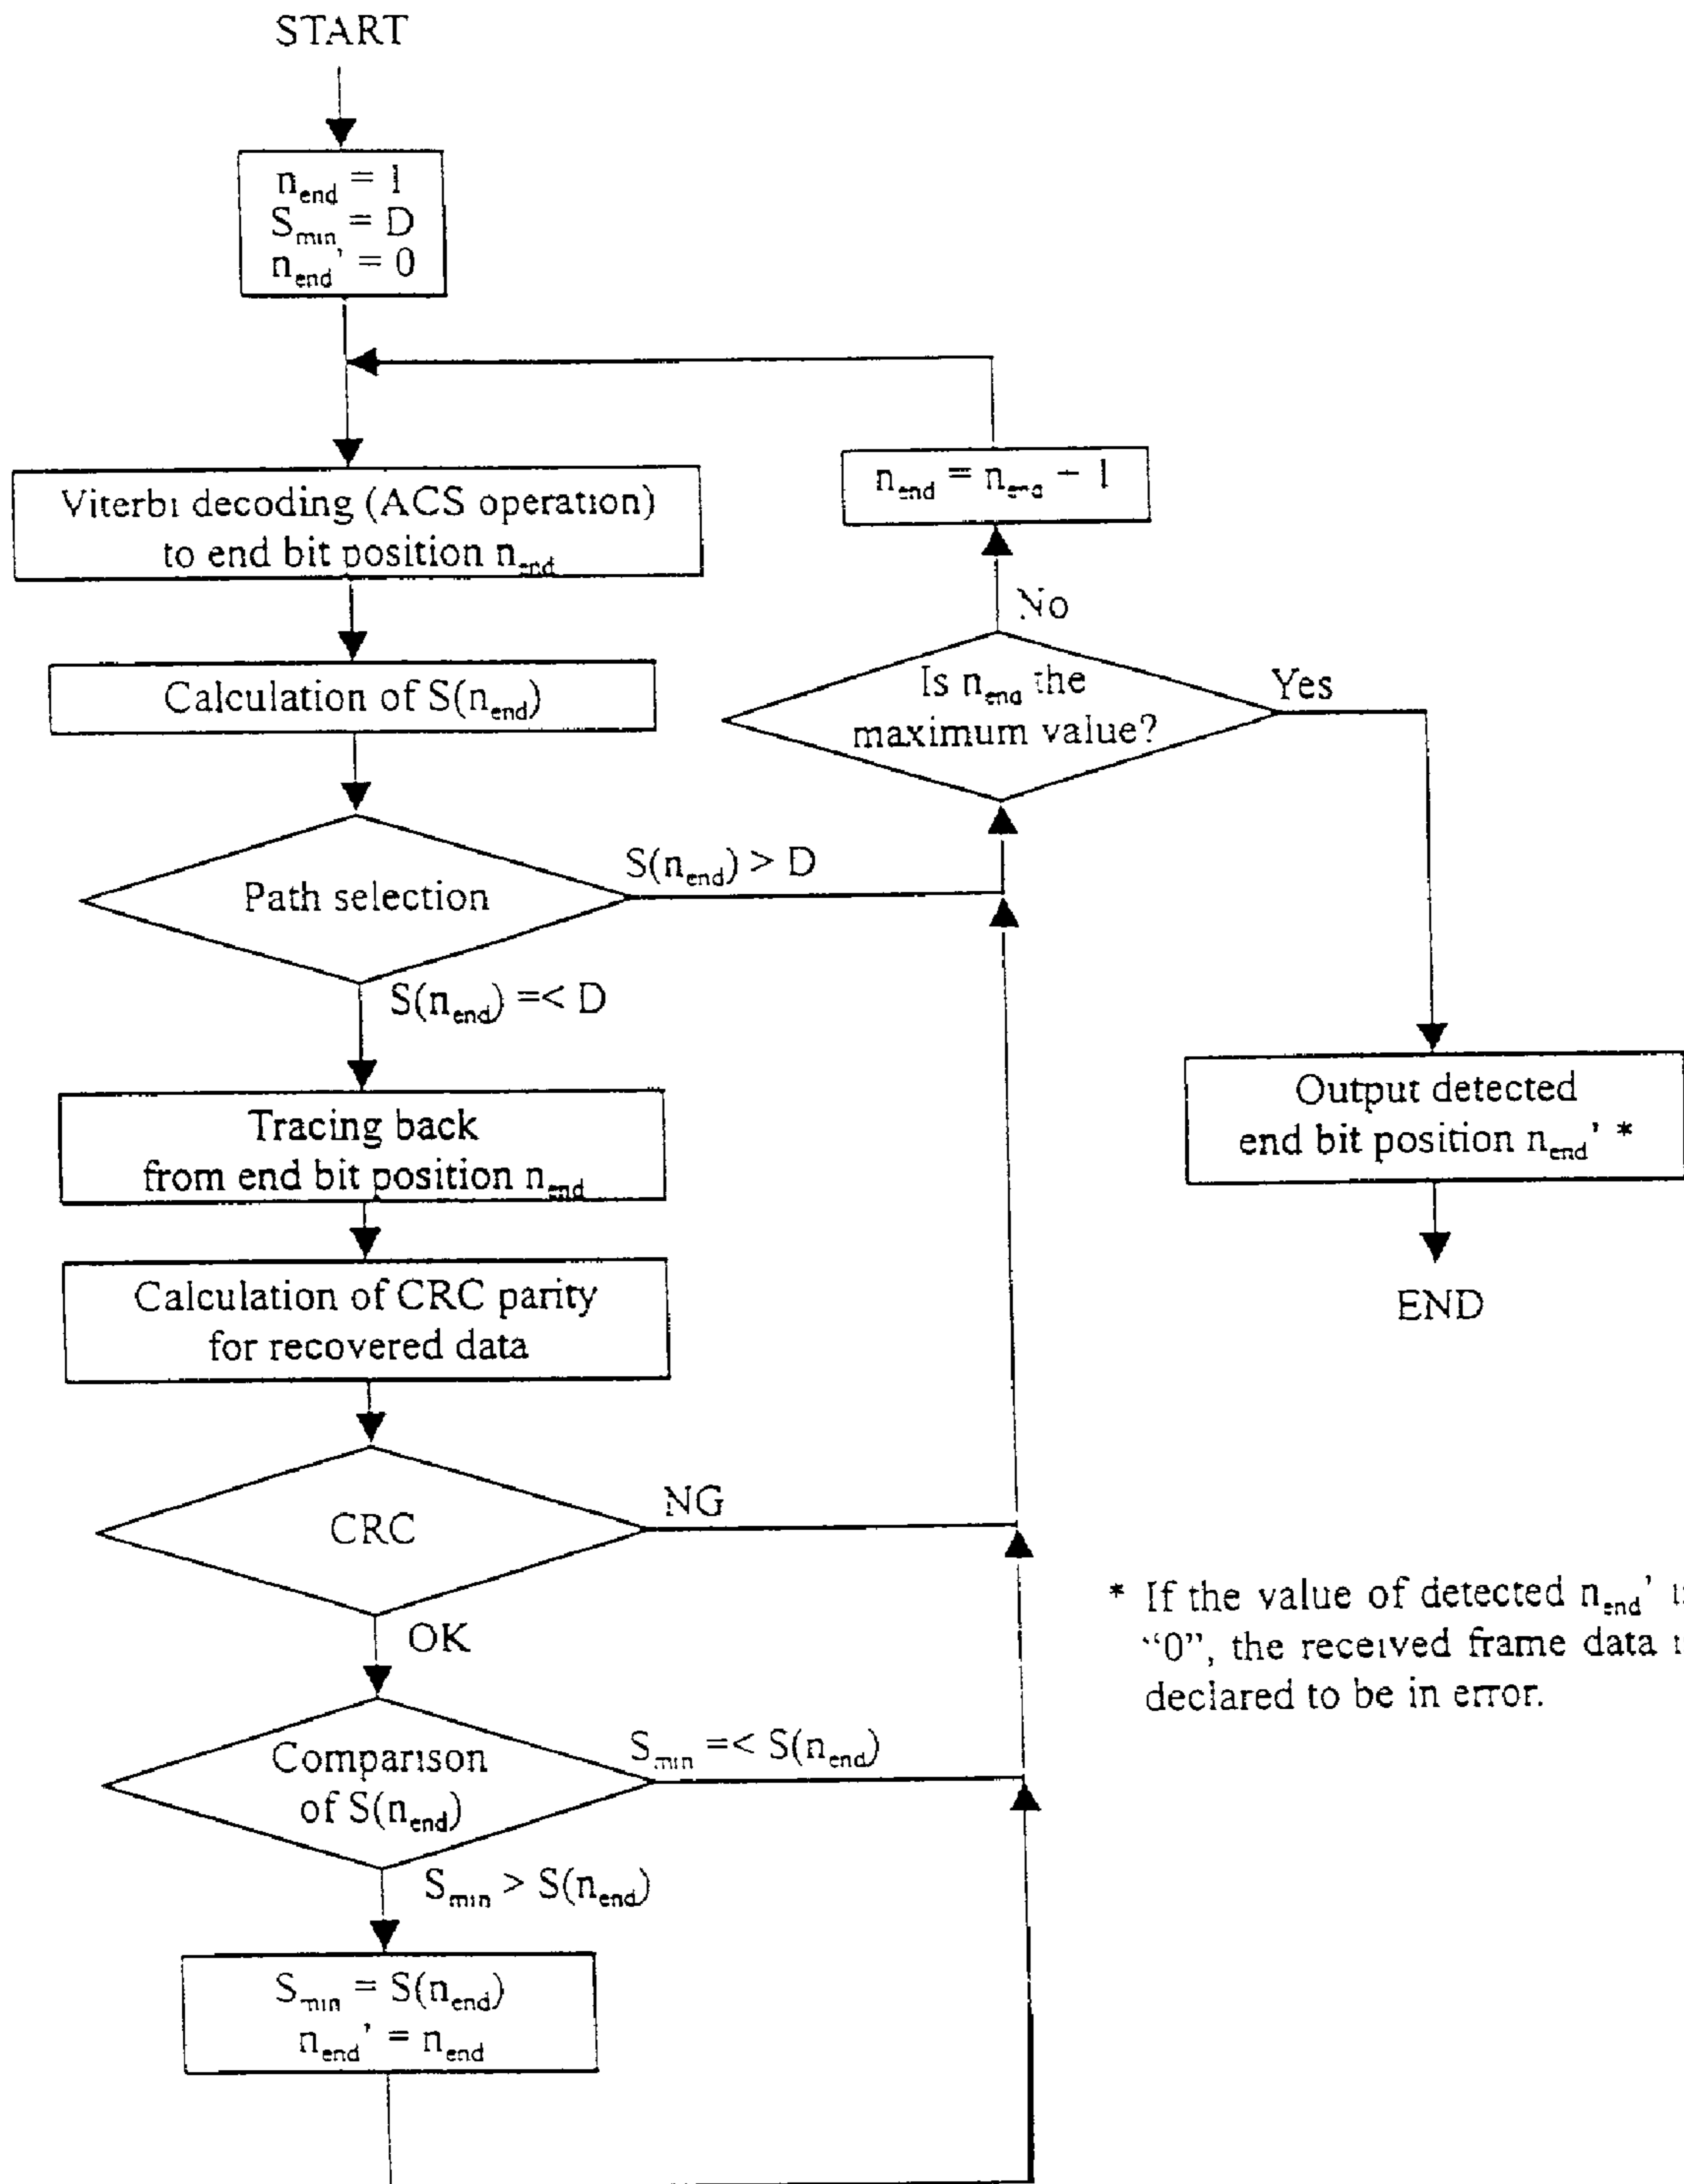 START
n_end = 1
S_min = D
n_end' = 0
Viterbi decoding (ACS operation)
to end bit position n_end
Calculation of S(n_end)
Path selection
S(n_end) > D
S(n_end) =< D
Tracing back
from end bit position n_end
Calculation of CRC parity
for recovered data
CRC
NG
OK
Comparison
of S(n_end)
S_min =< S(n_end)
S_min > S(n_end)
S_min = S(n_end)
n_end' = n_end
n_end = n_end - 1
No
Is n_end the
maximum value?
Yes
Output detected
end bit position n_end' *
END
* If the value of detected n_end'
"0", the received frame data
declared to be in error.